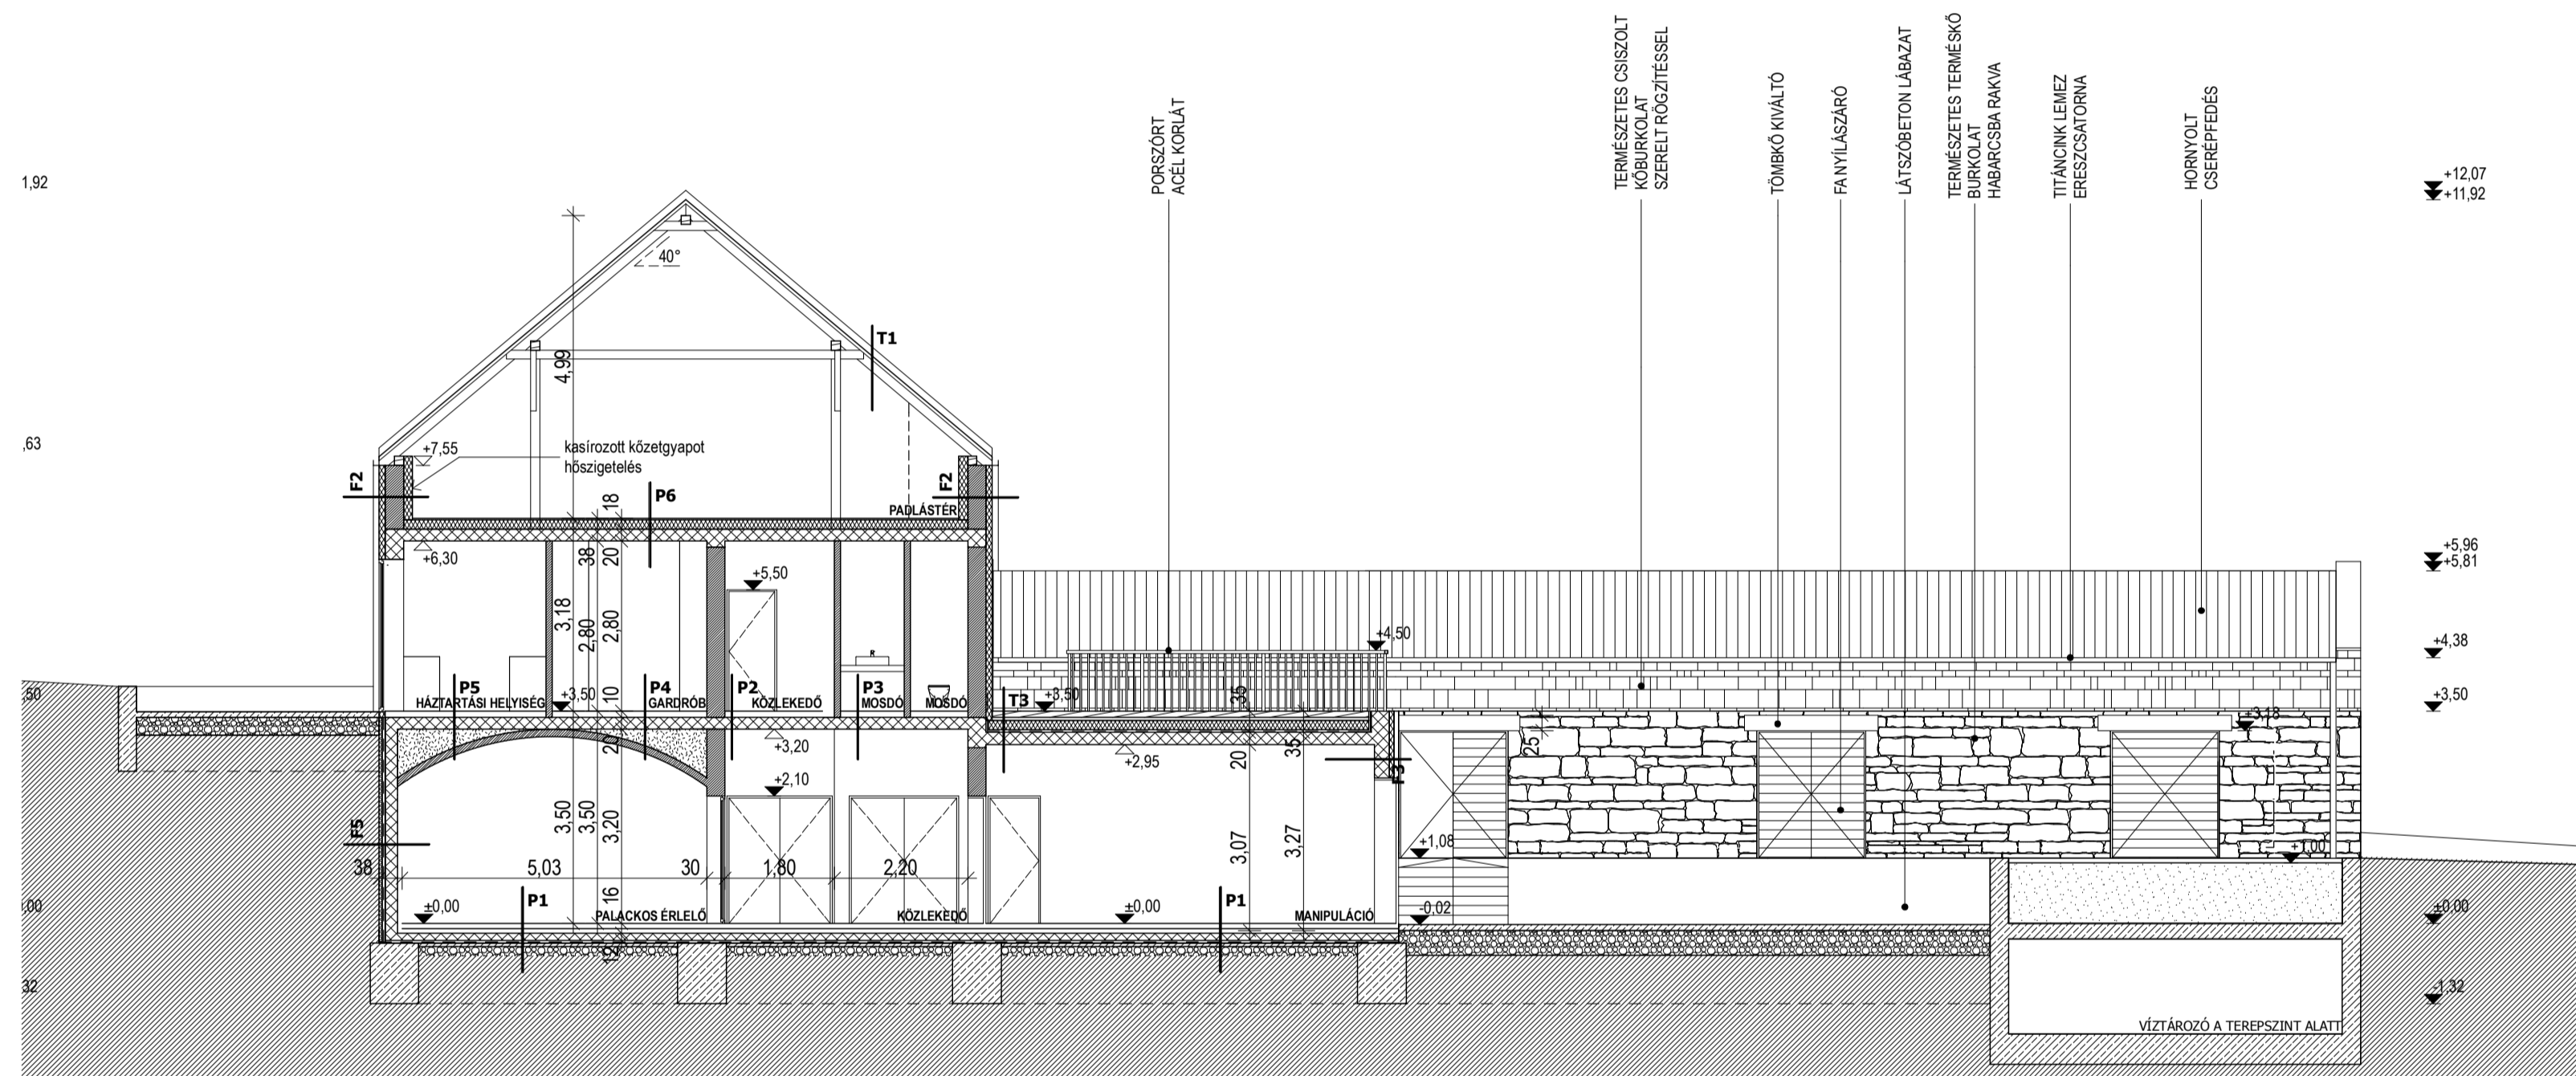 PORSZÓRT
ACÉL KORLÁT
TERMÉSZETES CSISZOLT
KŐBURKOLAT
SZERELT RÖGZÍTÉSSEL
TÖMBKŐ KIVÁLTÓ
FA NYÍLÁSZÁRÓ
LÁTSZÓBETON LÁBAZAT
TERMÉSZETES TERMÉSKŐ
BURKOLAT
HABARCSBA RAKVA
TITÁNCINK LEMEZ
ERESZCSATORNA
HORNYOLT
CSERÉPFEDÉS
1,92
+12,07
+11,92
40°
T1
4,99
,63
+7,55
kasírozott kőzetgyapot
hőszigetelés
F2
F2
P6
18
PADLÁSTÉR
+6,30
38
20
+5,50
+5,96
+5,81
3,18
2,80
2,80
R
+4,50
+4,38
,50
P5
P4
P2
P3
T3
HÁZTARTÁSI HELYISÉG
+3,50
10
GARDRÓB
KÖZLEKEDŐ
MOSDÓ
MOSDÓ
+3,50
35
+3,50
+3,18
20
+3,20
+2,95
20
35
25
F3
+2,10
F5
3,50
3,50
3,20
3,07
3,27
+1,08
+1,00
38
5,03
30
1,80
2,20
16
P1
P1
,00
±0,00
PALACKOS ÉRLELŐ
KÖZLEKEDŐ
±0,00
MANIPULÁCIÓ
-0,02
±0,00
12
32
-1,32
VÍZTÁROZÓ A TEREPSZINT ALATT